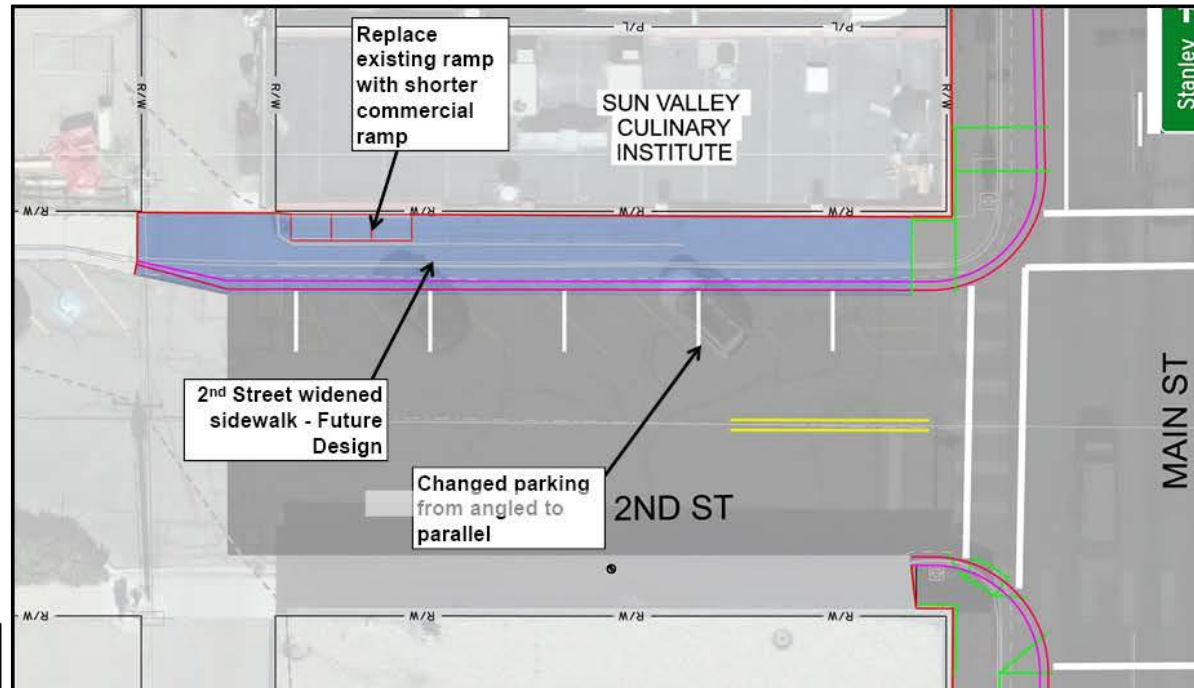 Stanley
P/L
P/L
Replace
existing ramp
with shorter
commercial
ramp
R/W
R/W
R/W
SUN VALLEY
CULINARY
INSTITUTE
R/W
R/W
R/W
2nd Street widened
sidewalk - Future
Design
Changed parking
from angled to
parallel
2ND ST
MAIN ST
R/W
R/W
R/W
R/W